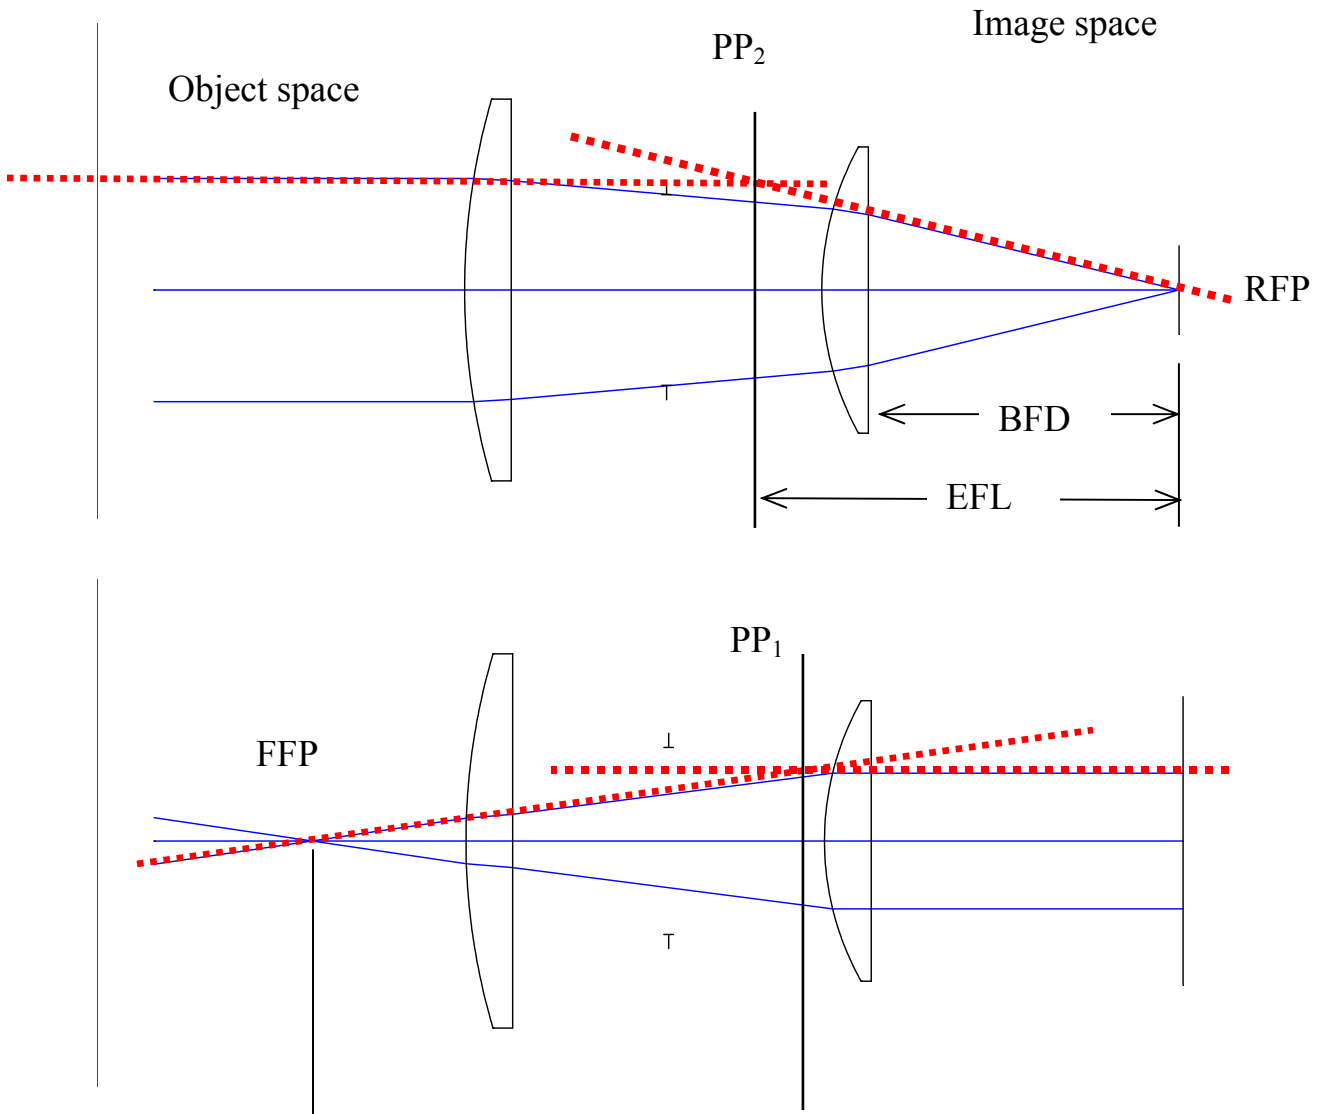 Image space
PP₂
Object space
RFP
BFD
EFL
PP₁
FFP